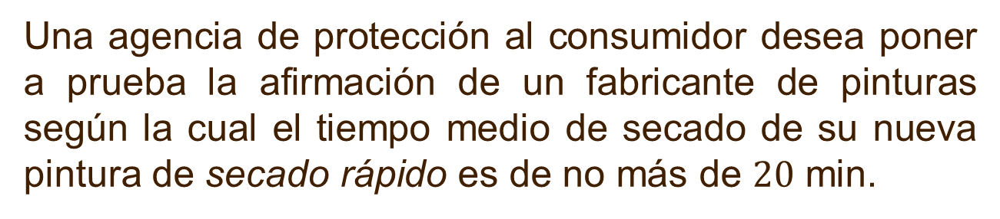 Una agencia de protección al consumidor desea poner
a prueba la afirmación de un fabricante de pinturas
según la cual el tiempo medio de secado de su nueva
pintura de secado rápido es de no más de 20 min.